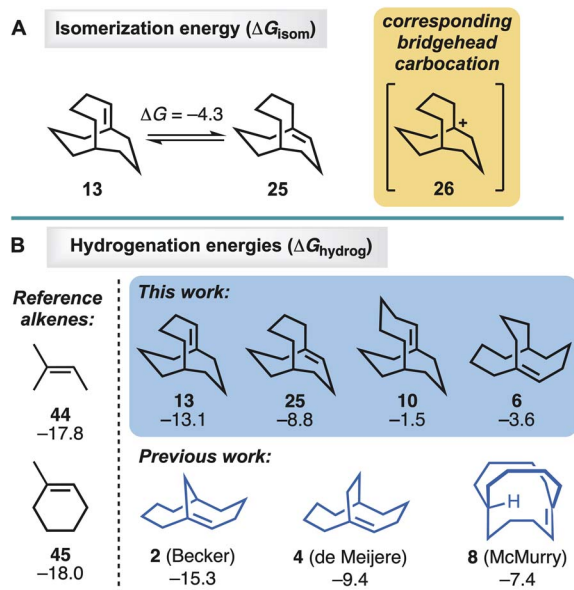 A
Isomerization energy (ΔGisom)
corresponding
bridgehead
carbocation
ΔG = −4.3
+
13
25
26
B
Hydrogenation energies (ΔGhydrog)
Reference
alkenes:
44
−17.8
45
−18.0
This work:
13
−13.1
25
−8.8
10
−1.5
6
−3.6
Previous work:
H
2 (Becker)
−15.3
4 (de Meijere)
−9.4
8 (McMurry)
−7.4